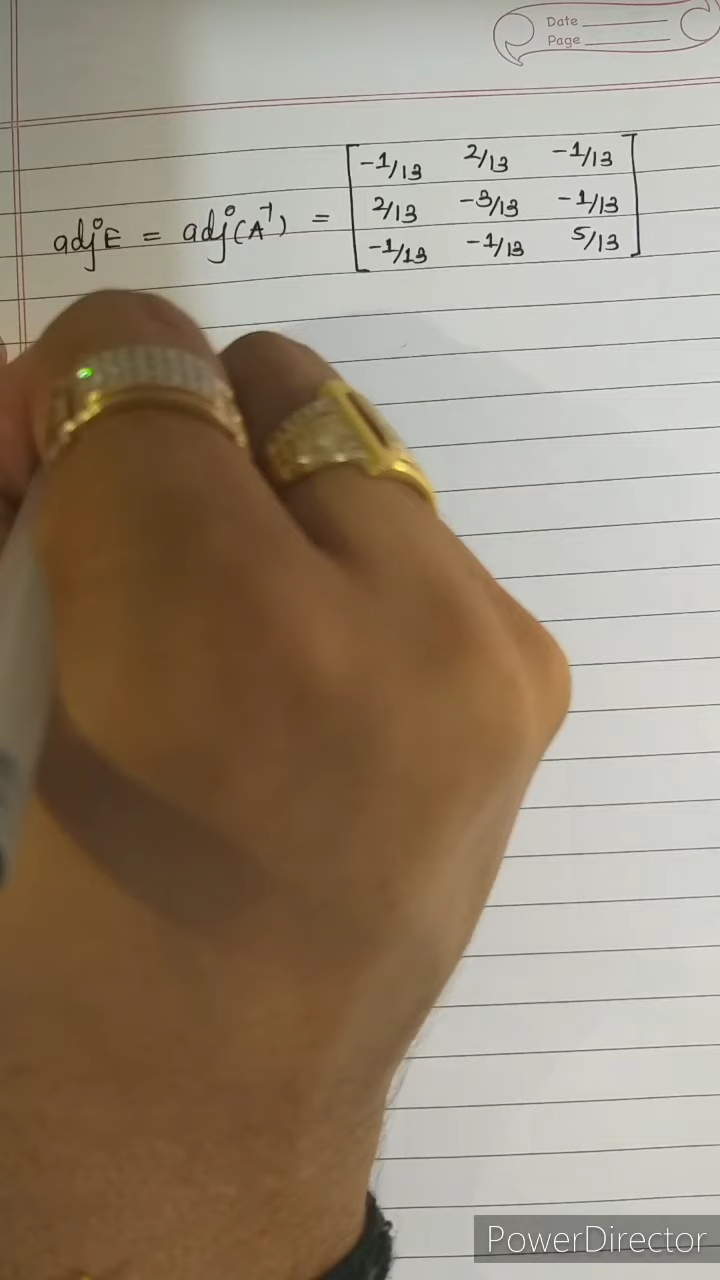 Date
Page
-1/13 2/13 -1/13
adjE = adj(A⁻¹) = 2/13 -3/13 -1/13
-1/13 -1/13 5/13
PowerDirector